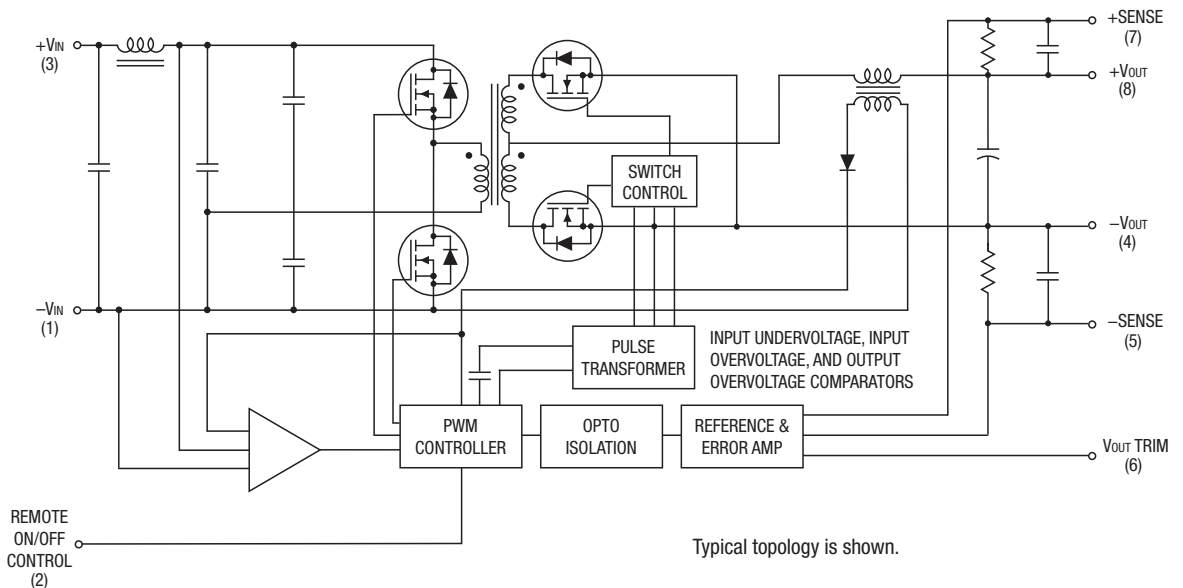 +SENSE
(7)
+VIN
(3)
+VOUT
(8)
SWITCH
CONTROL
−VOUT
(4)
−VIN
(1)
−SENSE
(5)
PULSE
TRANSFORMER
INPUT UNDERVOLTAGE, INPUT
OVERVOLTAGE, AND OUTPUT
OVERVOLTAGE COMPARATORS
PWM
CONTROLLER
OPTO
ISOLATION
REFERENCE &
ERROR AMP
VOUT TRIM
(6)
REMOTE
ON/OFF
CONTROL
(2)
Typical topology is shown.